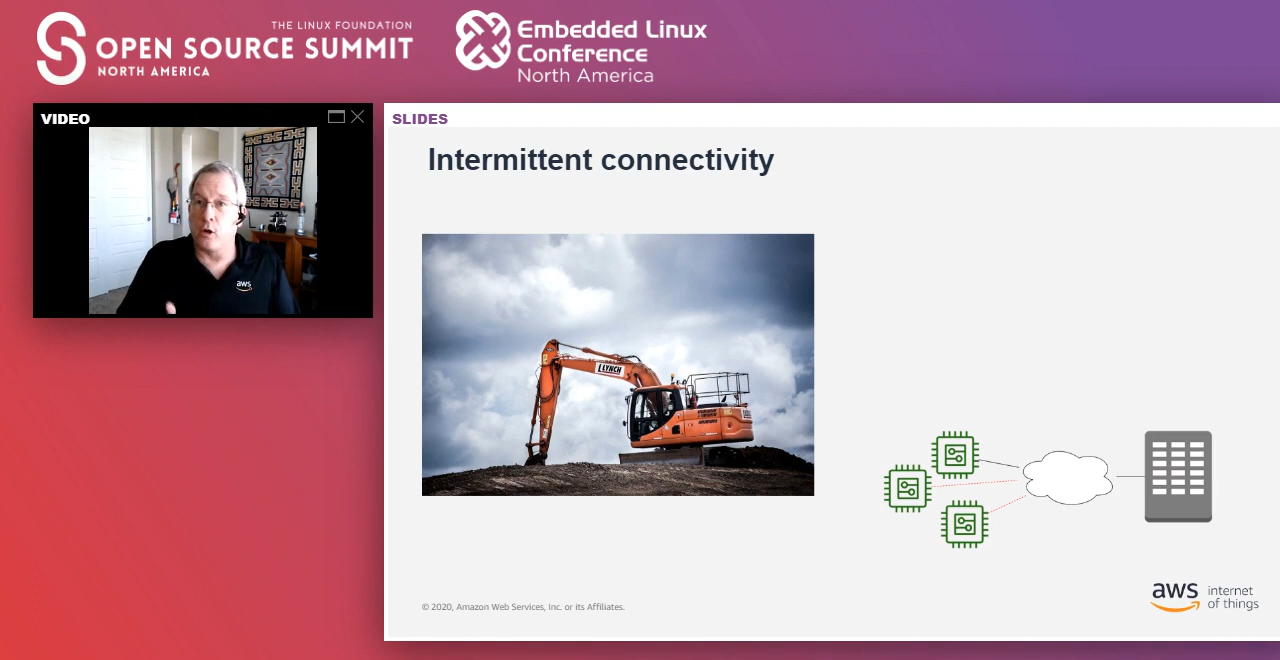 THE LINUX FOUNDATION
OPEN SOURCE SUMMIT
NORTH AMERICA
Embedded Linux
Conference
North America
VIDEO
aws
SLIDES
Intermittent connectivity
LYNCH
© 2020, Amazon Web Services, Inc. or its Affiliates.
aws
internet
of things